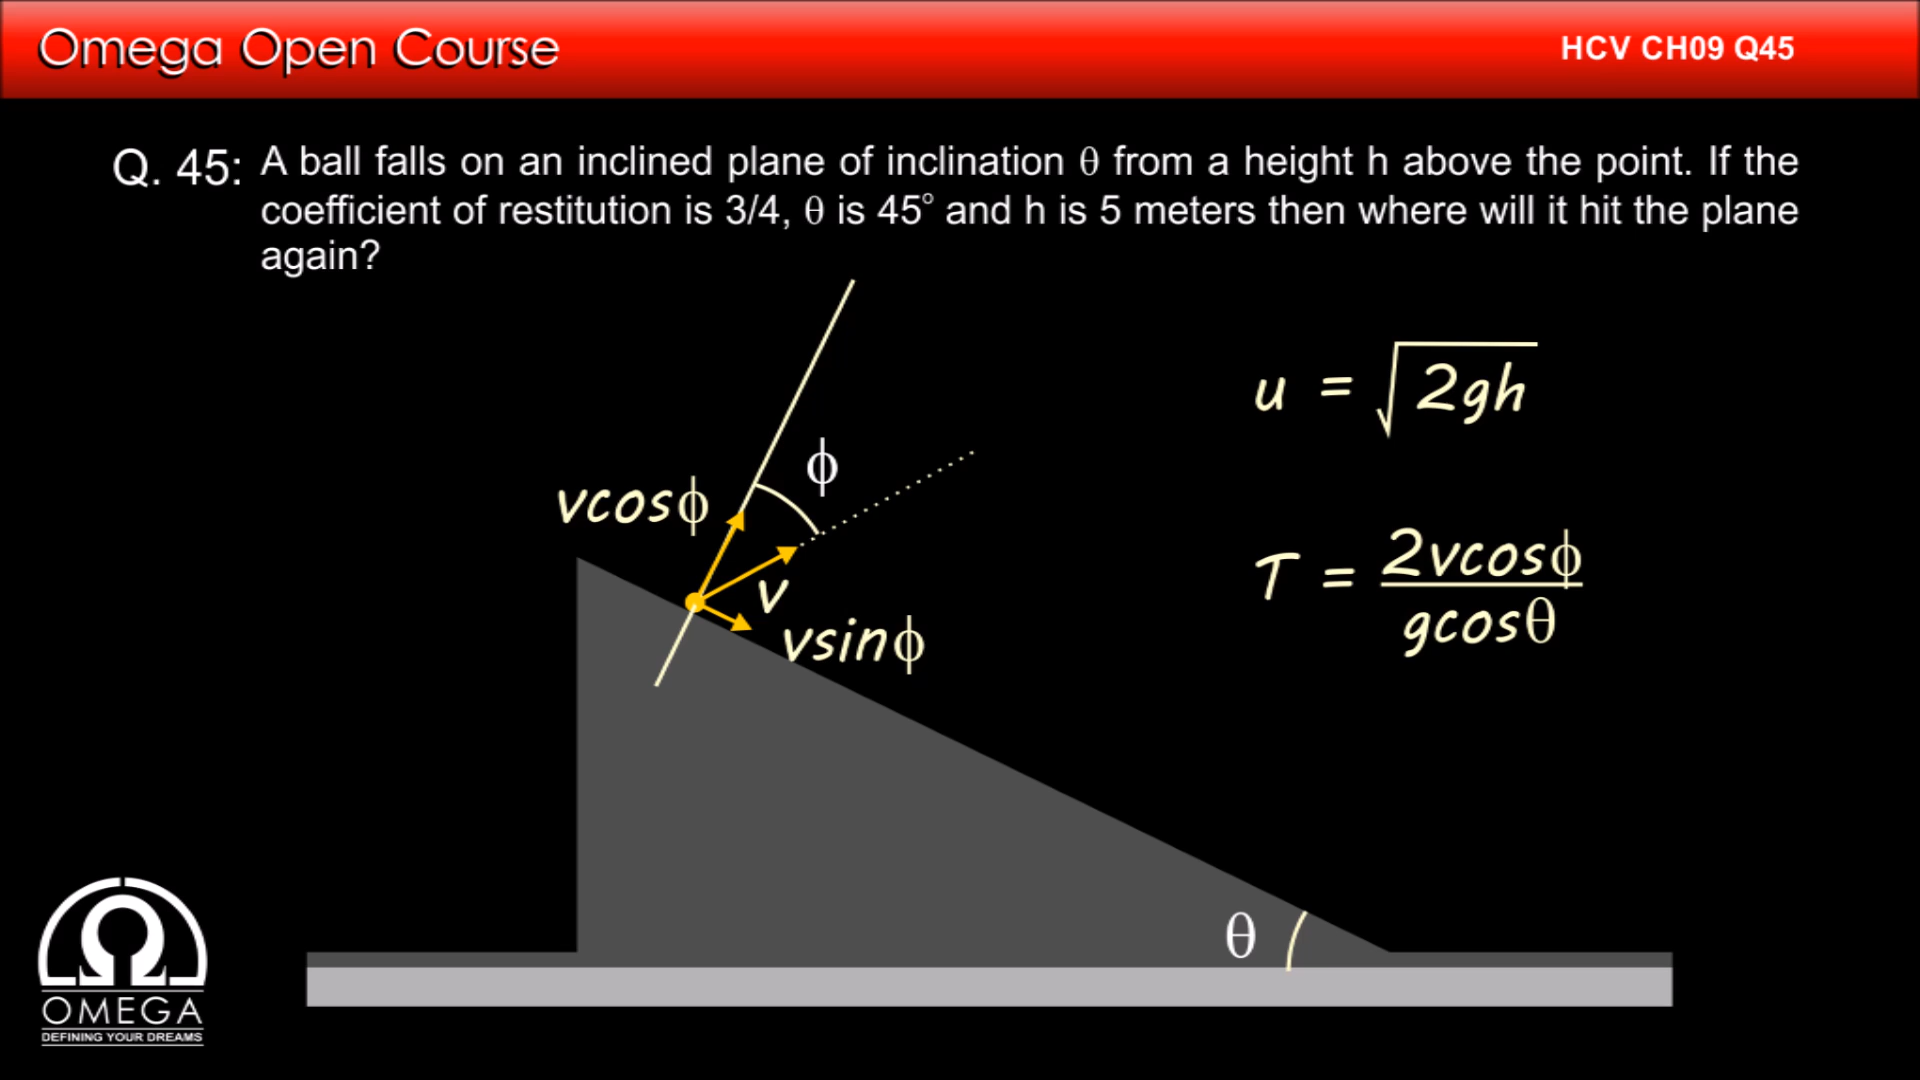 Omega Open Course
HCV CH09 Q45
Q. 45: A ball falls on an inclined plane of inclination θ from a height h above the point. If the
coefficient of restitution is 3/4, θ is 45° and h is 5 meters then where will it hit the plane
again?
u = √2gh
ϕ
vcosϕ
T = 2vcosϕ
gcosθ
v
vsinϕ
θ
OMEGA
DEFINING YOUR DREAMS